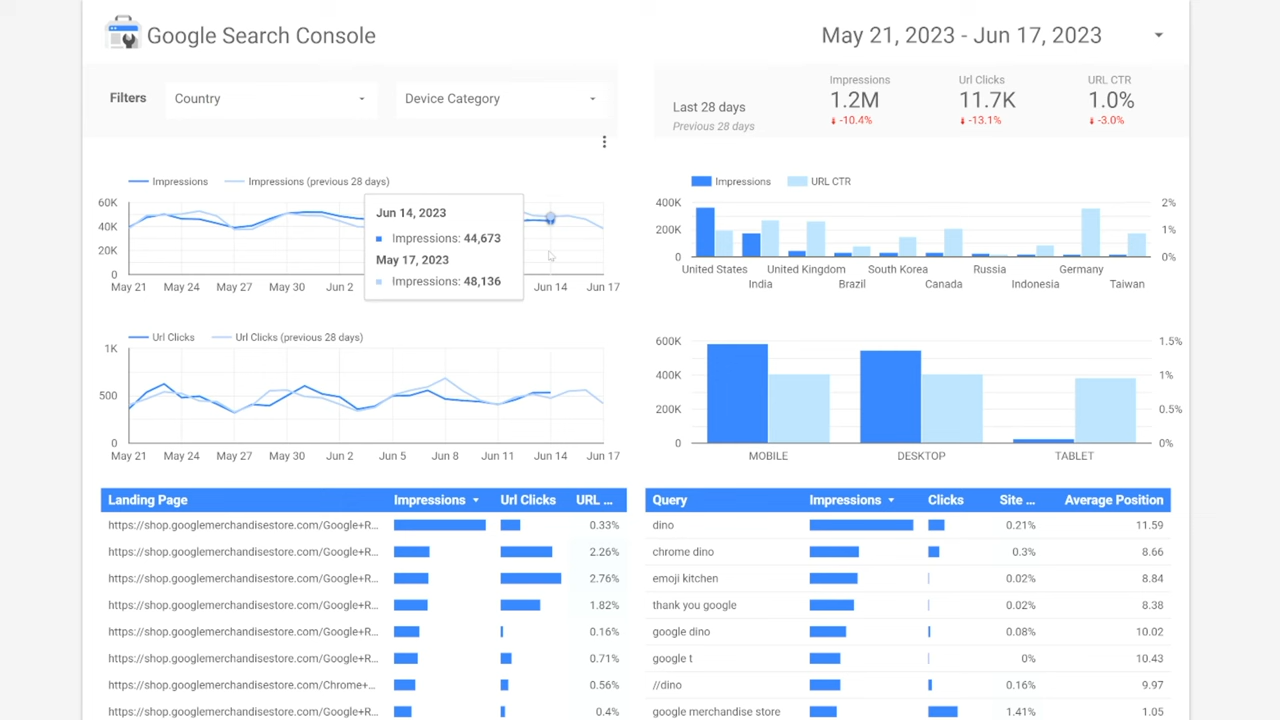 Google Search Console
May 21, 2023 - Jun 17, 2023
Filters
Country
Device Category
Last 28 days
Previous 28 days
Impressions
1.2M
-10.4%
Url Clicks
11.7K
-13.1%
URL CTR
1.0%
-3.0%
Impressions
Impressions (previous 28 days)
60K
40K
20K
0
May 21
May 24
May 27
May 30
Jun 2
Jun 14
Jun 17
Jun 14, 2023
Impressions: 44,673
May 17, 2023
Impressions: 48,136
Impressions
URL CTR
400K
200K
0
2%
1%
0%
United States
India
United Kingdom
Brazil
South Korea
Canada
Russia
Indonesia
Germany
Taiwan
Url Clicks
Url Clicks (previous 28 days)
1K
500
0
May 21
May 24
May 27
May 30
Jun 2
Jun 5
Jun 8
Jun 11
Jun 14
Jun 17
600K
400K
200K
0
1.5%
1%
0.5%
0%
MOBILE
DESKTOP
TABLET
Landing Page Impressions Url Clicks URL ...
https://shop.googlemerchandisestore.com/Google+R... 0.33%
https://shop.googlemerchandisestore.com/Google+R... 2.26%
https://shop.googlemerchandisestore.com/Google+R... 2.76%
https://shop.googlemerchandisestore.com/Google+R... 1.82%
https://shop.googlemerchandisestore.com/Google+R... 0.16%
https://shop.googlemerchandisestore.com/Google+R... 0.71%
https://shop.googlemerchandisestore.com/Chrome+... 0.56%
https://shop.googlemerchandisestore.com/Google+R... 0.4%
Query Impressions Clicks Site ... Average Position
dino 0.21% 11.59
chrome dino 0.3% 8.66
emoji kitchen 0.02% 8.84
thank you google 0.02% 8.38
google dino 0.08% 10.02
google t 0% 10.43
//dino 0.16% 9.97
google merchandise store 1.41% 1.05